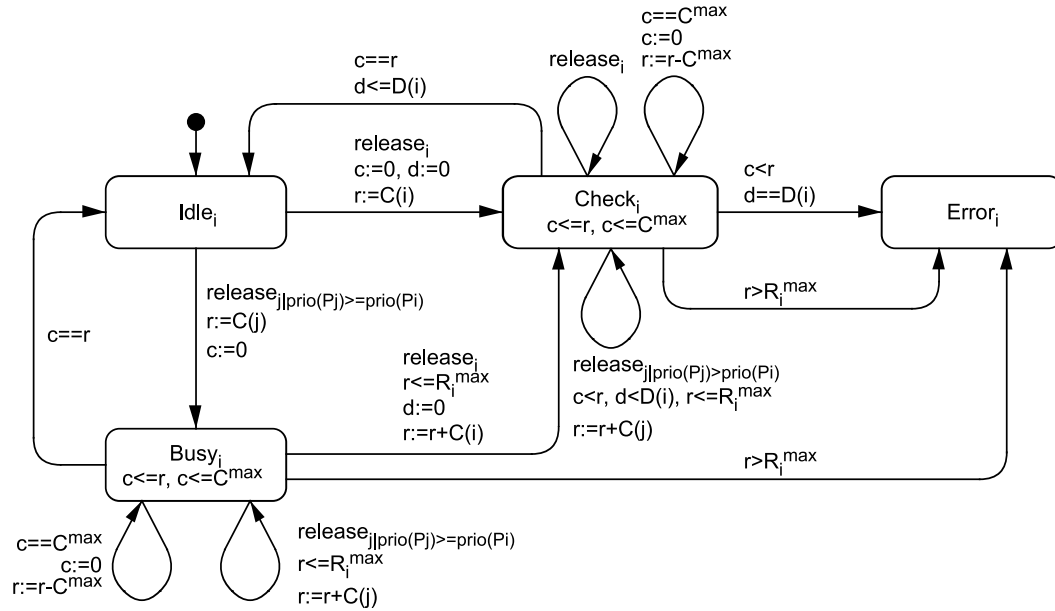 c==r
d<=D(i)
release_i
c==C^max
c:=0
r:=r-C^max
release_i
c:=0, d:=0
r:=C(i)
c<r
d==D(i)
Idle_i
Check_i
c<=r, c<=C^max
Error_i
release_j|prio(Pj)>=prio(Pi)
r:=C(j)
c:=0
c==r
r>R_i^max
release_i
r<=R_i^max
d:=0
r:=r+C(i)
release_j|prio(Pj)>prio(Pi)
c<r, d<D(i), r<=R_i^max
r:=r+C(j)
Busy_i
c<=r, c<=C^max
r>R_i^max
c==C^max
c:=0
r:=r-C^max
release_j|prio(Pj)>=prio(Pi)
r<=R_i^max
r:=r+C(j)